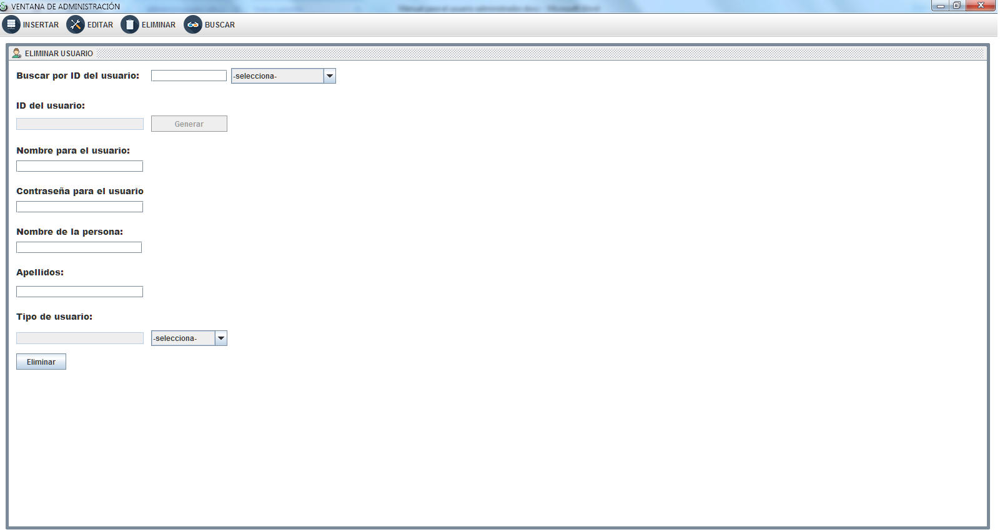 VENTANA DE ADMINISTRACIÓN
INSERTAR EDITAR ELIMINAR BUSCAR
ELIMINAR USUARIO
Buscar por ID del usuario: -selecciona-
ID del usuario:
Generar
Nombre para el usuario:
Contraseña para el usuario
Nombre de la persona:
Apellidos:
Tipo de usuario:
-selecciona-
Eliminar